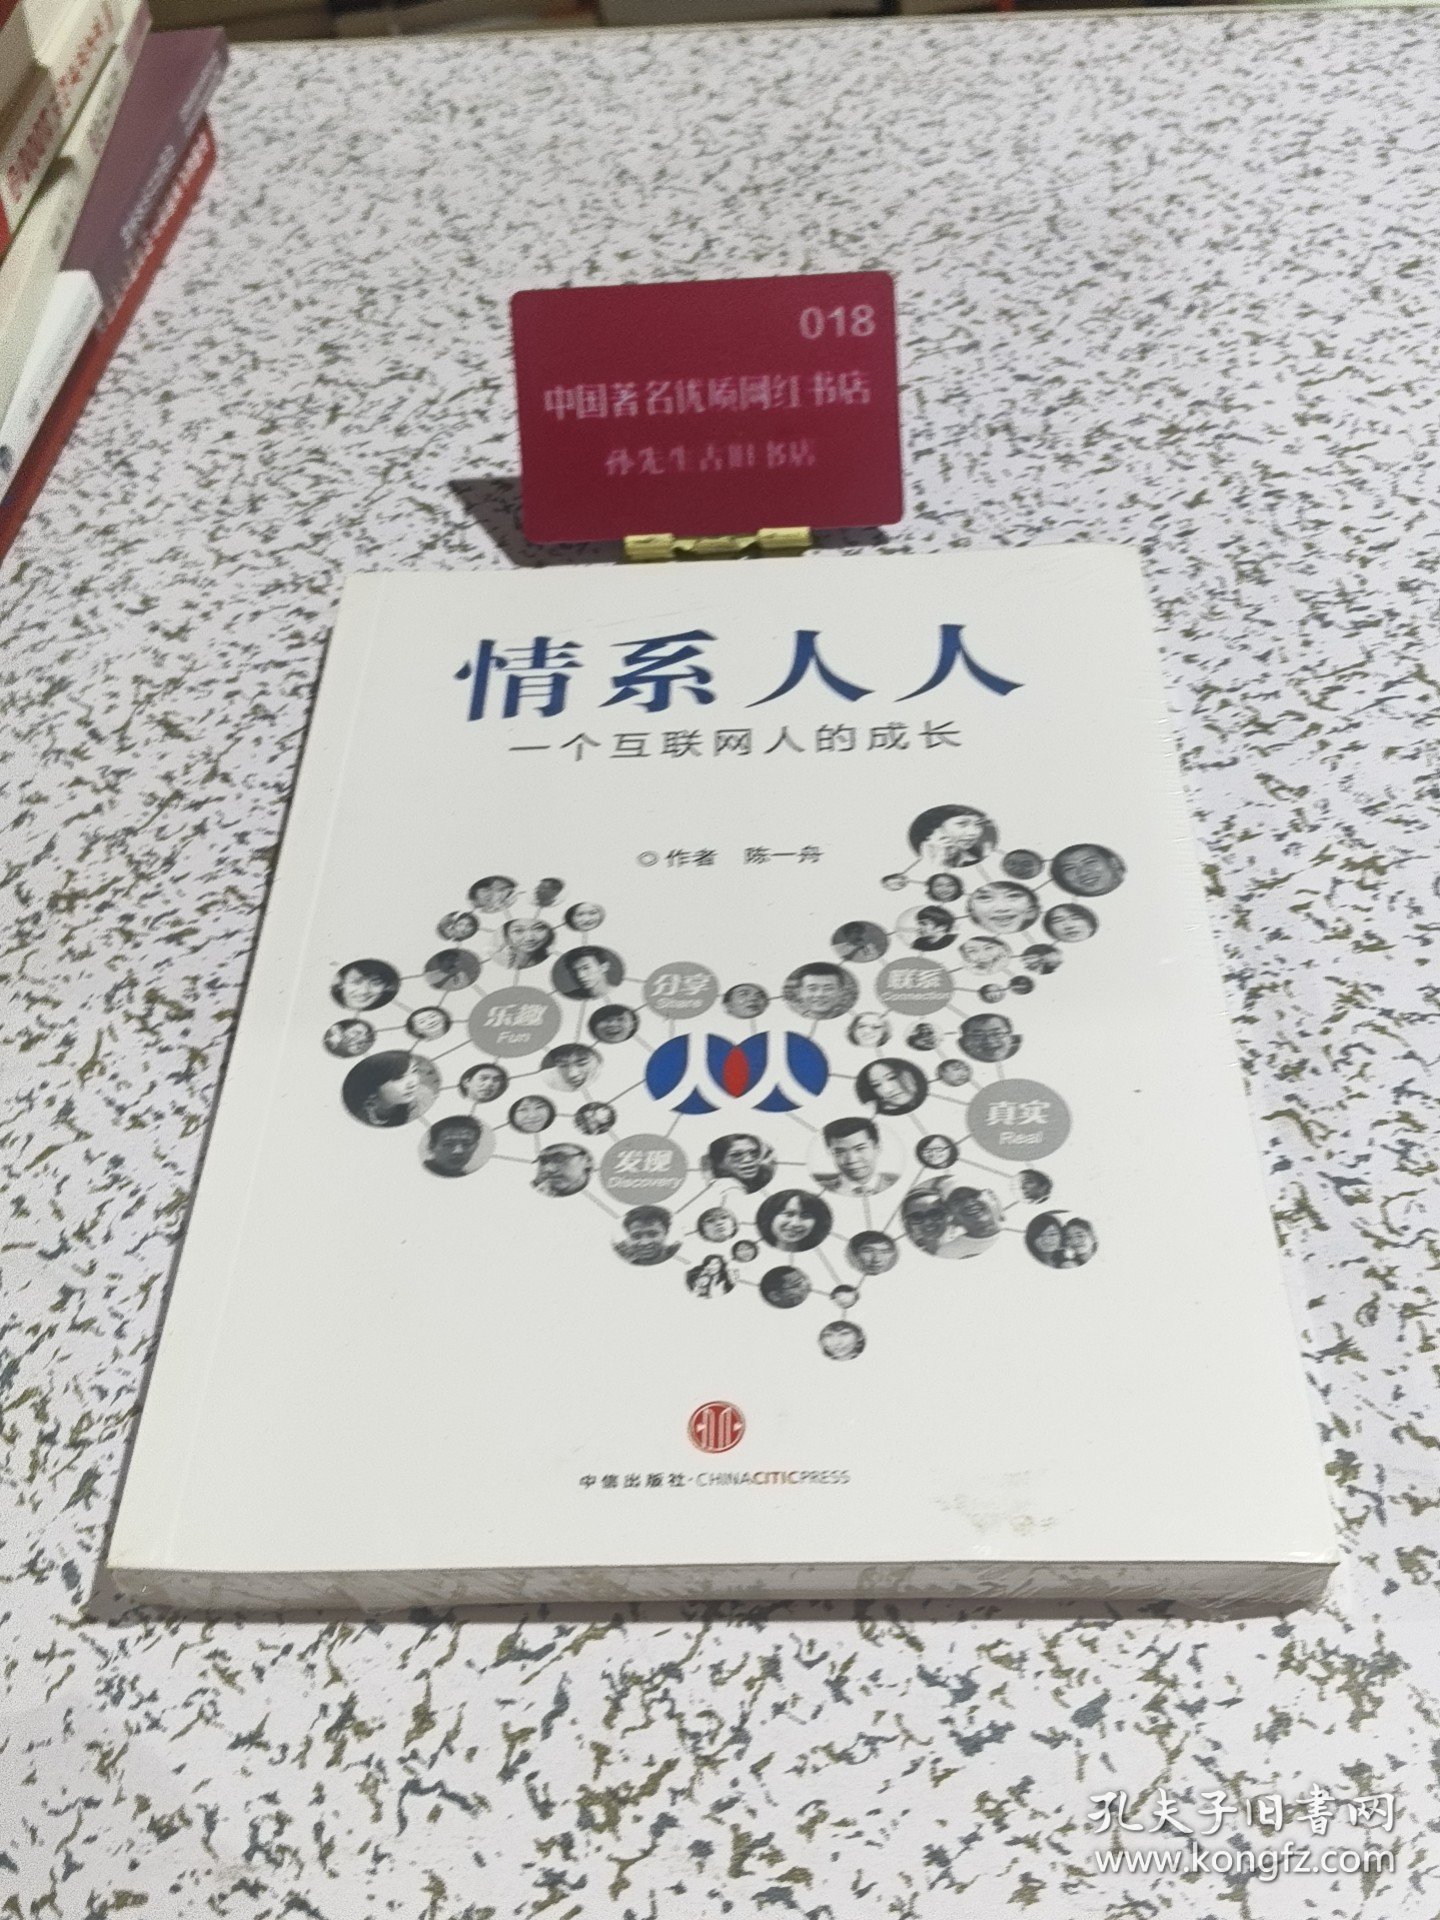 018
中国著名优质网红书店
孙先生古旧书店
情系人人
一个互联网人的成长
◎作者 陈一舟
分享
Share
联系
Connection
乐趣
Fun
人人
真实
Real
发现
Discovery
中信出版社·CHINACITICPRESS
孔夫子旧書网
www.kongfz.com